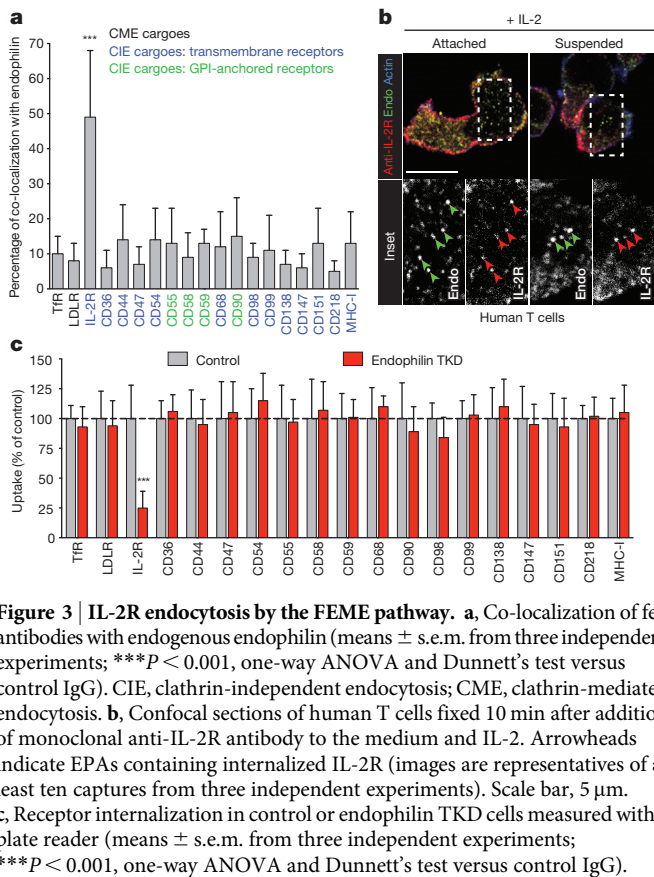 a
CME cargoes
CIE cargoes: transmembrane receptors
CIE cargoes: GPI-anchored receptors
***
Percentage of co-localization with endophilin
70
60
50
40
30
20
10
0
TfR
LDLR
IL-2R
CD36
CD44
CD47
CD54
CD55
CD58
CD59
CD68
CD90
CD98
CD99
CD138
CD147
CD151
CD218
MHC-I
b
+ IL-2
Attached
Suspended
Anti-IL-2R Endo Actin
Inset
Endo
IL-2R
Endo
IL-2R
Human T cells
c
Control
Endophilin TKD
Uptake (% of control)
150
125
100
75
50
25
0
***
TfR
LDLR
IL-2R
CD36
CD44
CD47
CD54
CD55
CD58
CD59
CD68
CD90
CD98
CD99
CD138
CD147
CD151
CD218
MHC-I
Figure 3 | IL-2R endocytosis by the FEME pathway. a, Co-localization of fe
antibodies with endogenous endophilin (means ± s.e.m. from three independen
experiments; ***P < 0.001, one-way ANOVA and Dunnett's test versus
control IgG). CIE, clathrin-independent endocytosis; CME, clathrin-mediate
endocytosis. b, Confocal sections of human T cells fixed 10 min after additio
of monoclonal anti-IL-2R antibody to the medium and IL-2. Arrowheads
indicate EPAs containing internalized IL-2R (images are representatives of a
least ten captures from three independent experiments). Scale bar, 5 µm.
c, Receptor internalization in control or endophilin TKD cells measured with
plate reader (means ± s.e.m. from three independent experiments;
***P < 0.001, one-way ANOVA and Dunnett's test versus control IgG).